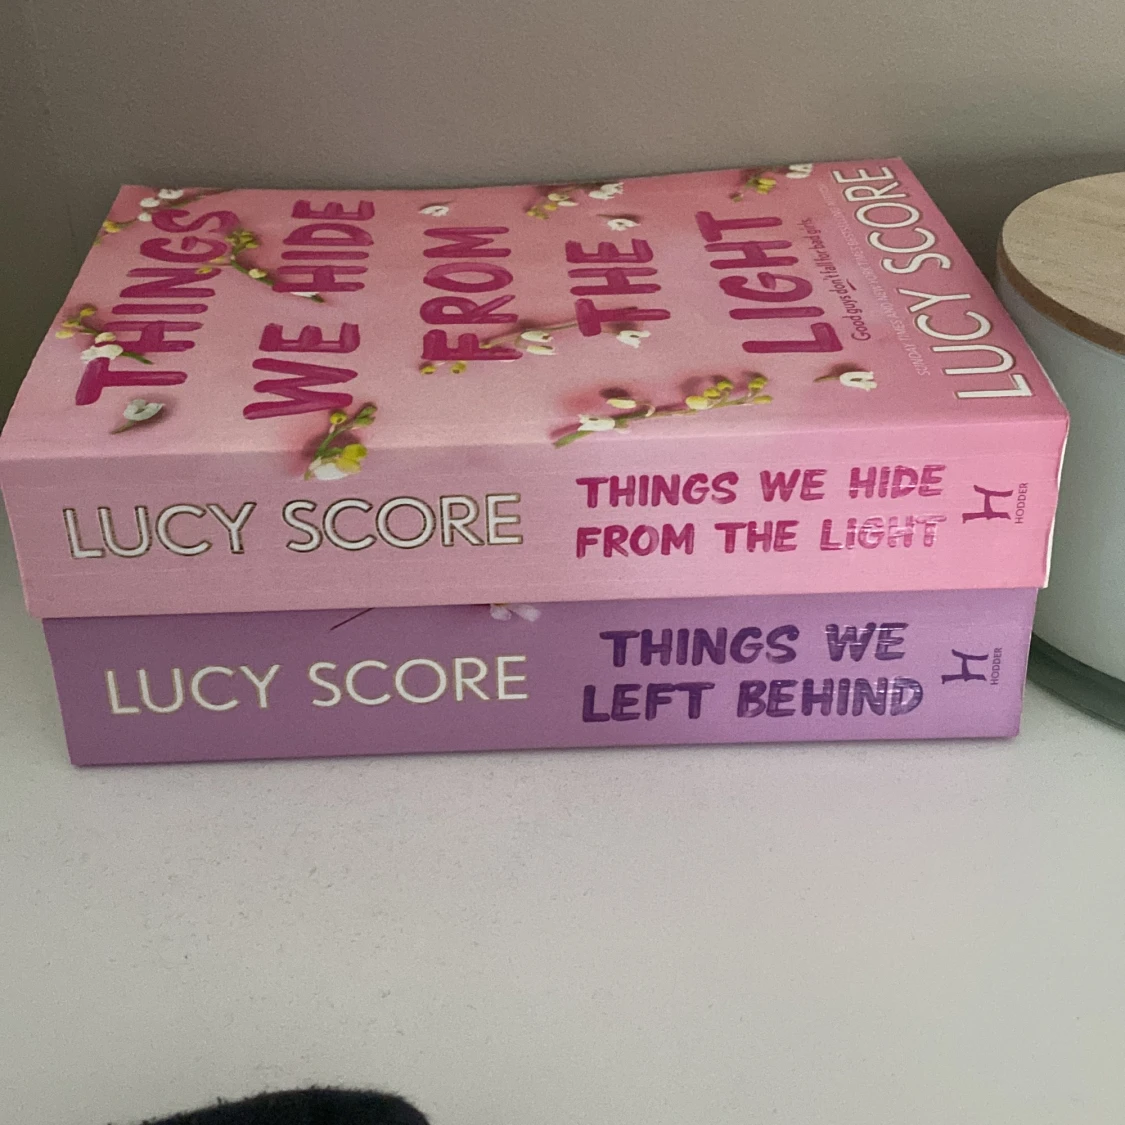 THINGS
WE HIDE
FROM
THE
LIGHT
Good guys don't fall for bad girls.
LUCY SCORE
LUCY SCORE
THINGS WE HIDE
FROM THE LIGHT
HODDER
LUCY SCORE
THINGS WE
LEFT BEHIND
HODDER